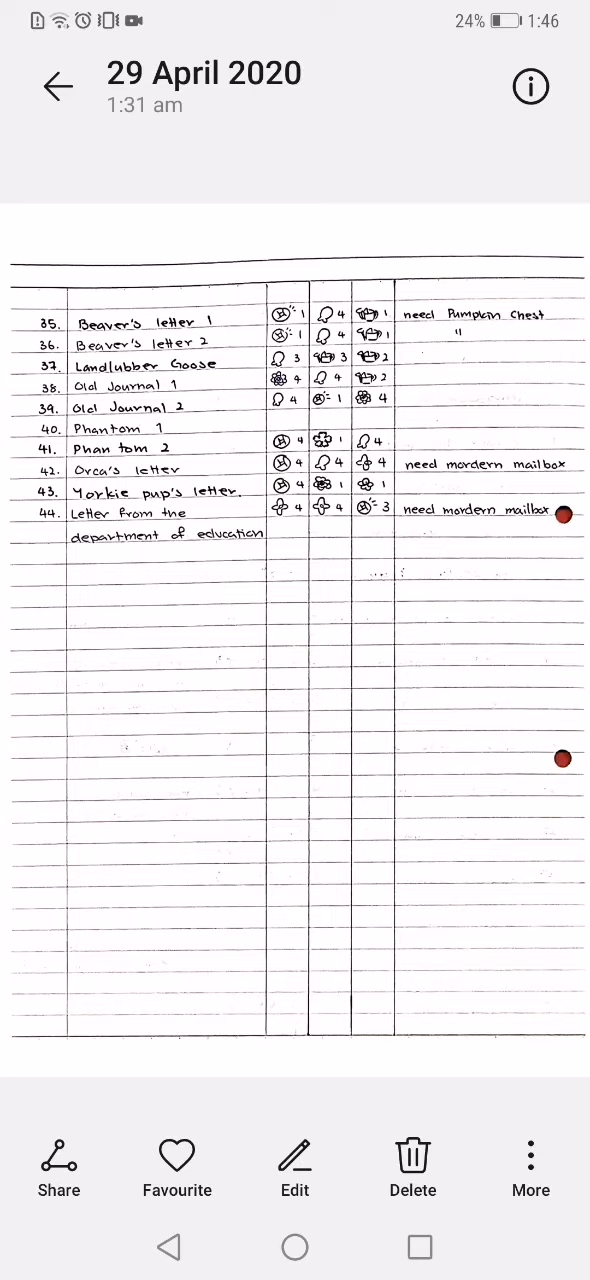 24% 1:46
29 April 2020
1:31 am
35. Beaver's letter 1 1 4 1 need Pumpkin Chest
36. Beaver's letter 2 1 4 1 "
37. Landlubber Goose 3 3 2
38. Old Journal 1 4 4 2
39. Old Journal 2 4 1 4
40. Phantom 1
41. Phan tom 2 4 1 4
42. Orca's letter 4 4 4 need mordern mailbox
43. Yorkie pup's letter. 4 1 1
44. Letter from the 4 4 3 need mordern mailbox
department of education
Share Favourite Edit Delete More